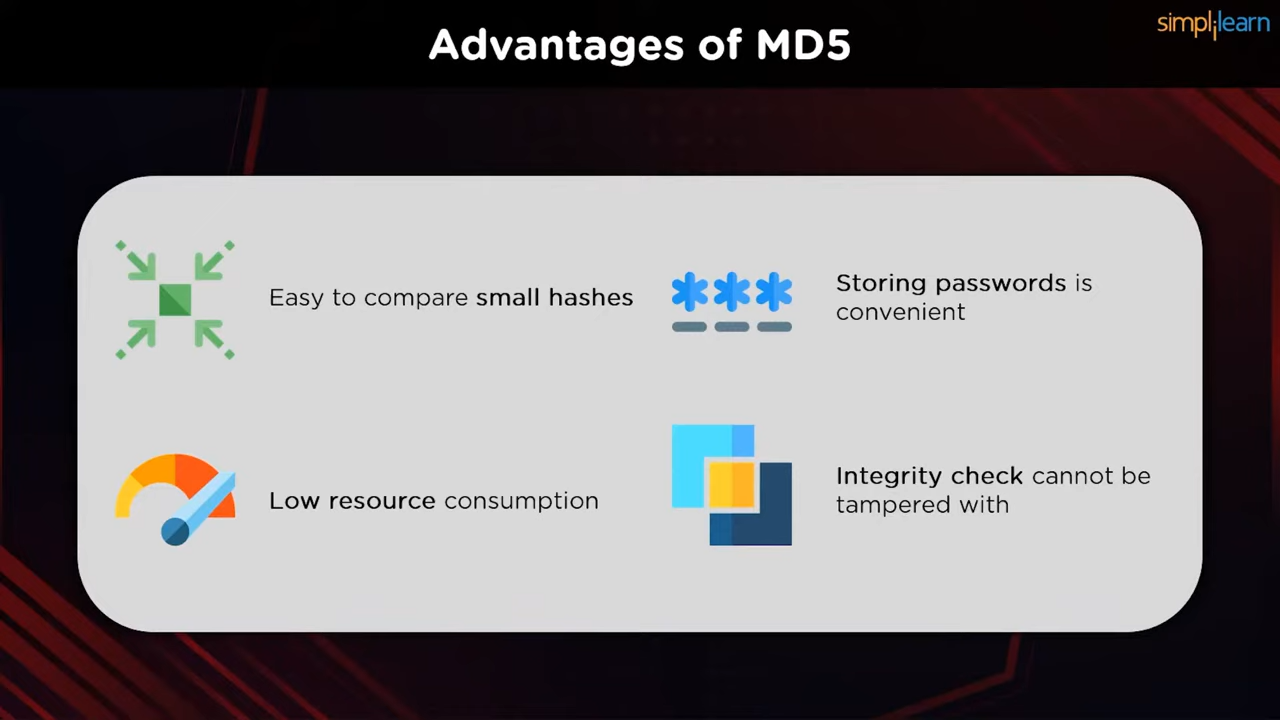 Advantages of MD5
simplilearn
Easy to compare small hashes
Storing passwords is
convenient
Low resource consumption
Integrity check cannot be
tampered with